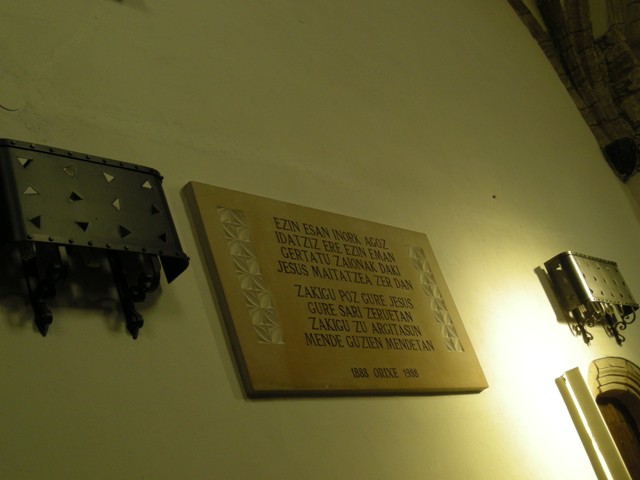 EZIN ESAN INORK AGOZ
IDATZIZ ERE EZIN EMAN
GERTATU ZAIONAK DAKI
JESUS MAITATZEA ZER DAN
ZAKIGU POZ GURE JESUS
GURE SARI ZERUETAN
ZAKIGU ZU ARGITASUN
MENDE GUZIEN MENDETAN
1888 ORIXE 1988